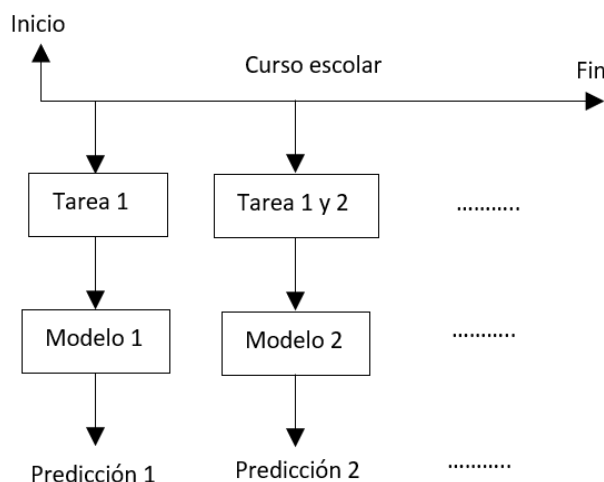 Inicio
Curso escolar
Fin
Tarea 1
Tarea 1 y 2
...........
Modelo 1
Modelo 2
...........
Predicción 1
Predicción 2
...........